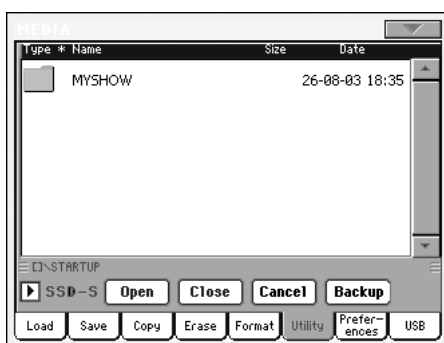 MEDIA
Type * Name Size Date
MYSHOW 26-08-03 18:35
[]\STARTUP
SSD-S Open Close Cancel Backup
Load Save Copy Erase Format Utility Prefer-ences USB